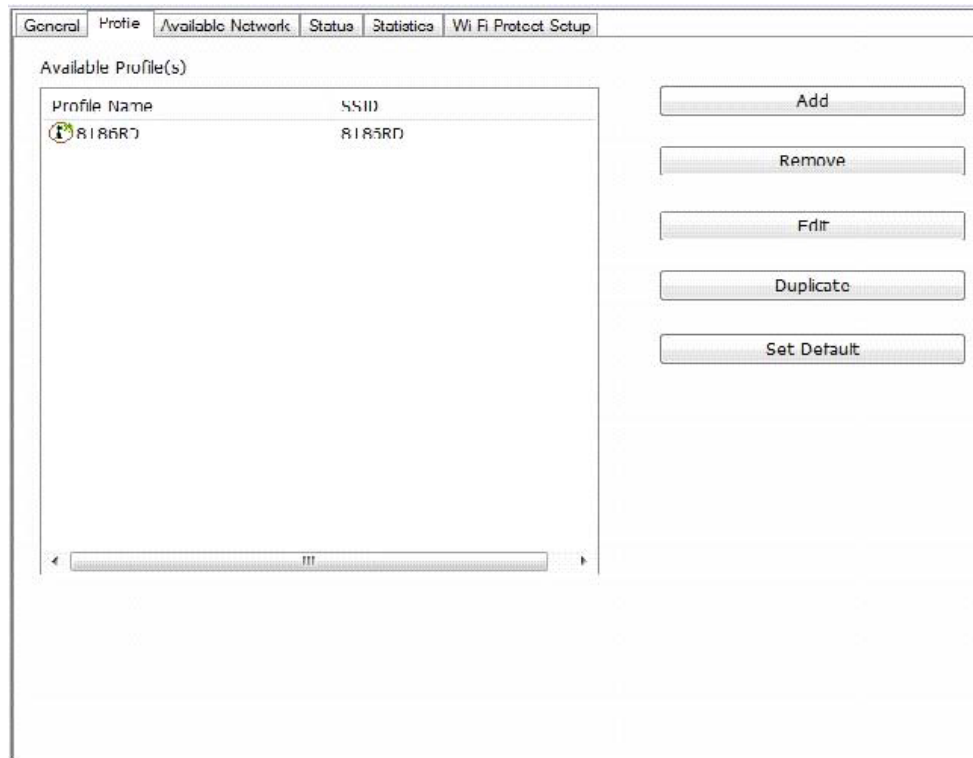 General Profile Available Network Status Statistics Wi Fi Protect Setup
Available Profile(s)
Profile Name SSID
8186RD 8186RD
Add
Remove
Edit
Duplicate
Set Default